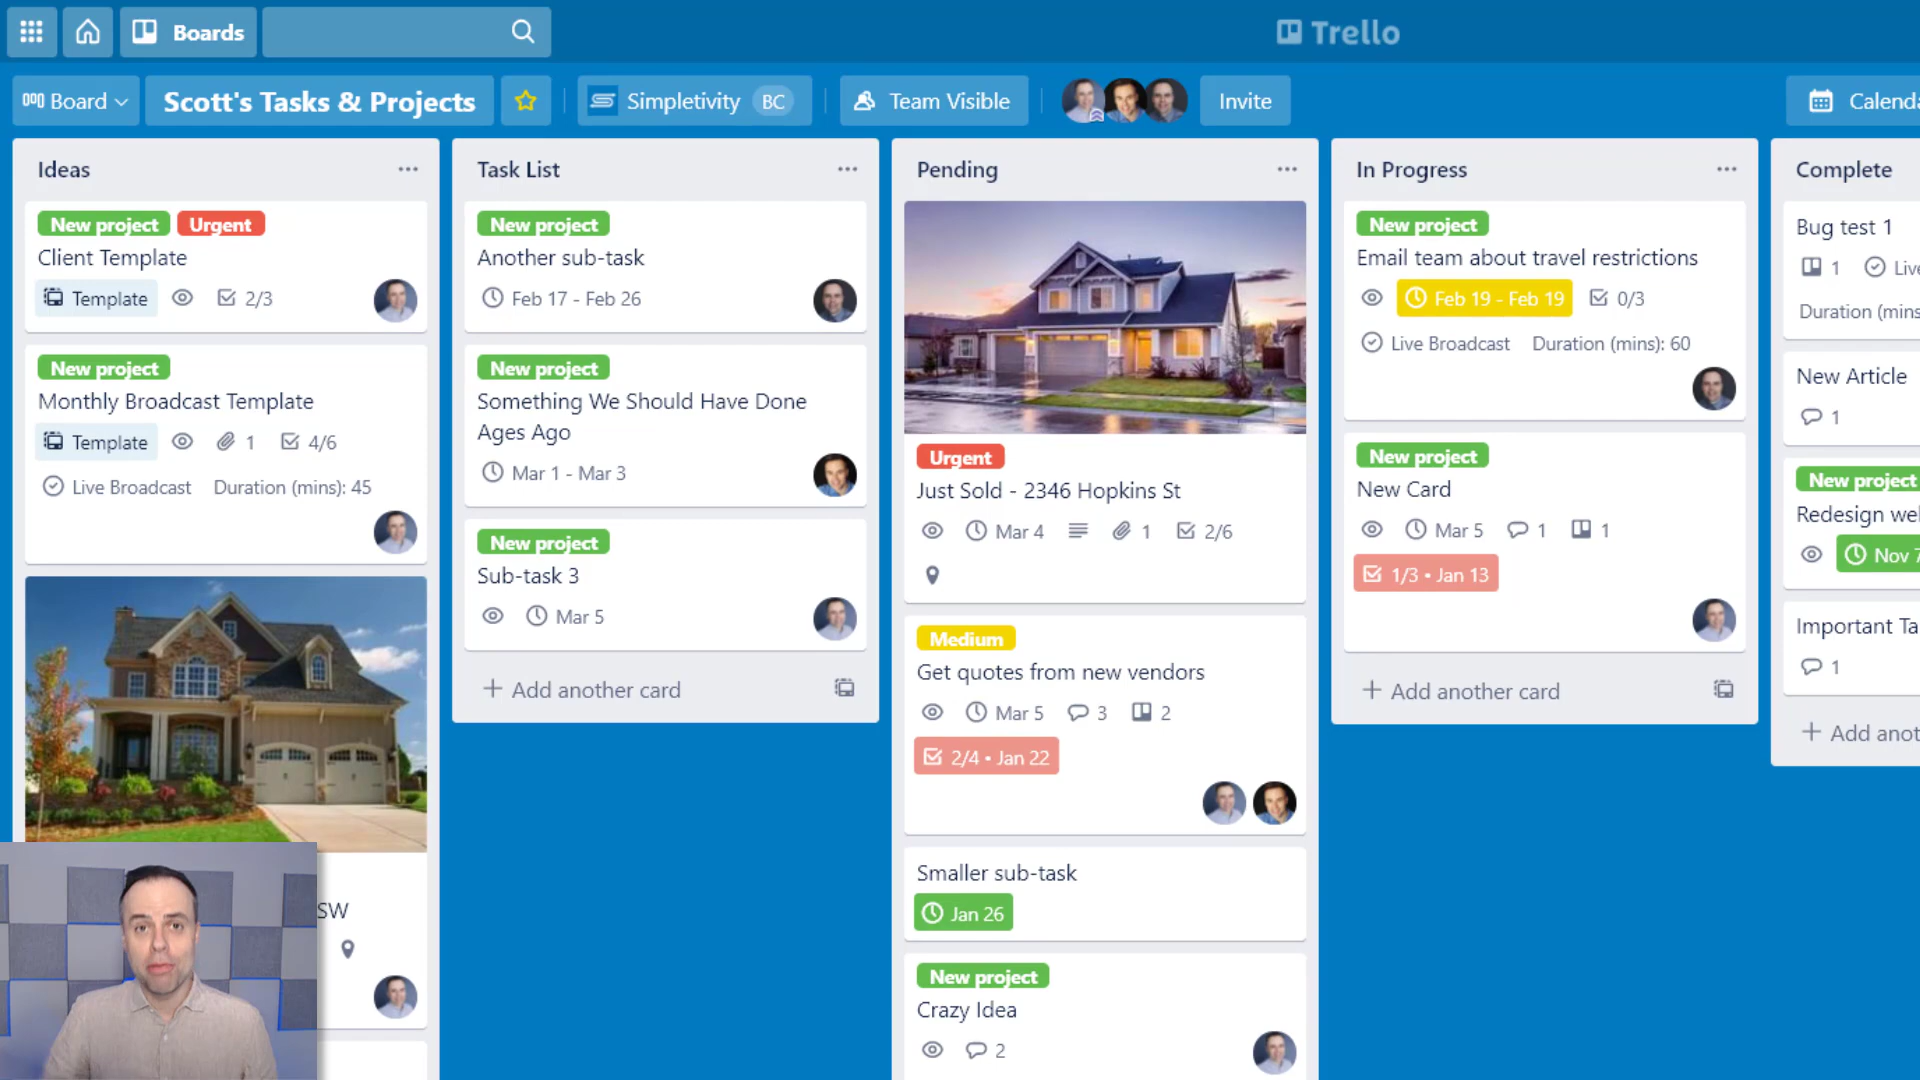 Boards
Trello
Board
Scott's Tasks & Projects
Simpletivity BC
Team Visible
Invite
Calenda
Ideas
New project Urgent
Client Template
Template 2/3
New project
Monthly Broadcast Template
Template 1 4/6
Live Broadcast Duration (mins): 45
SW
Task List
New project
Another sub-task
Feb 17 - Feb 26
New project
Something We Should Have Done
Ages Ago
Mar 1 - Mar 3
New project
Sub-task 3
Mar 5
Add another card
Pending
Urgent
Just Sold - 2346 Hopkins St
Mar 4 1 2/6
Medium
Get quotes from new vendors
Mar 5 3 2
2/4 • Jan 22
Smaller sub-task
Jan 26
New project
Crazy Idea
2
In Progress
New project
Email team about travel restrictions
Feb 19 - Feb 19 0/3
Live Broadcast Duration (mins): 60
New project
New Card
Mar 5 1 1
1/3 • Jan 13
Add another card
Complete
Bug test 1
1 Live
Duration (mins
New Article
1
New project
Redesign we
Nov 7
Important Ta
1
Add anot